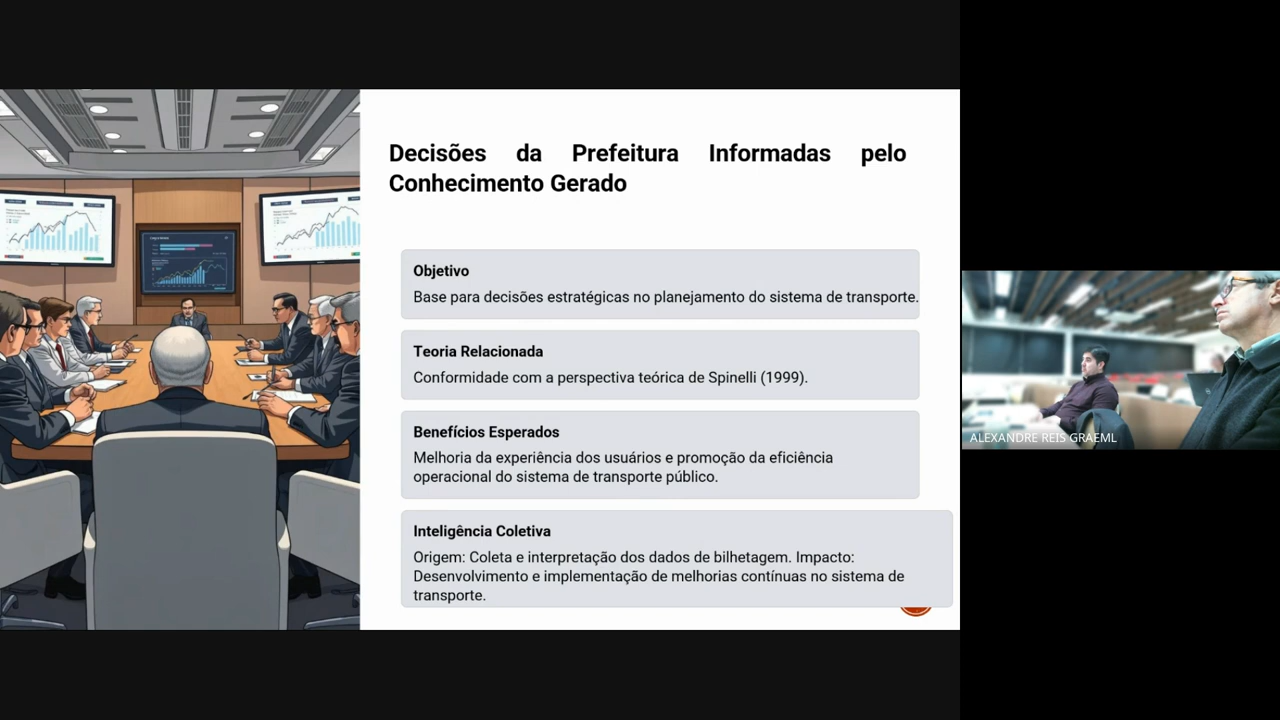 Decisões da Prefeitura Informadas pelo
Conhecimento Gerado
Objetivo
Base para decisões estratégicas no planejamento do sistema de transporte.
Teoria Relacionada
Conformidade com a perspectiva teórica de Spinelli (1999).
Benefícios Esperados
Melhoria da experiência dos usuários e promoção da eficiência
operacional do sistema de transporte público.
Inteligência Coletiva
Origem: Coleta e interpretação dos dados de bilhetagem. Impacto:
Desenvolvimento e implementação de melhorias contínuas no sistema de
transporte.
ALEXANDRE REIS GRAEML